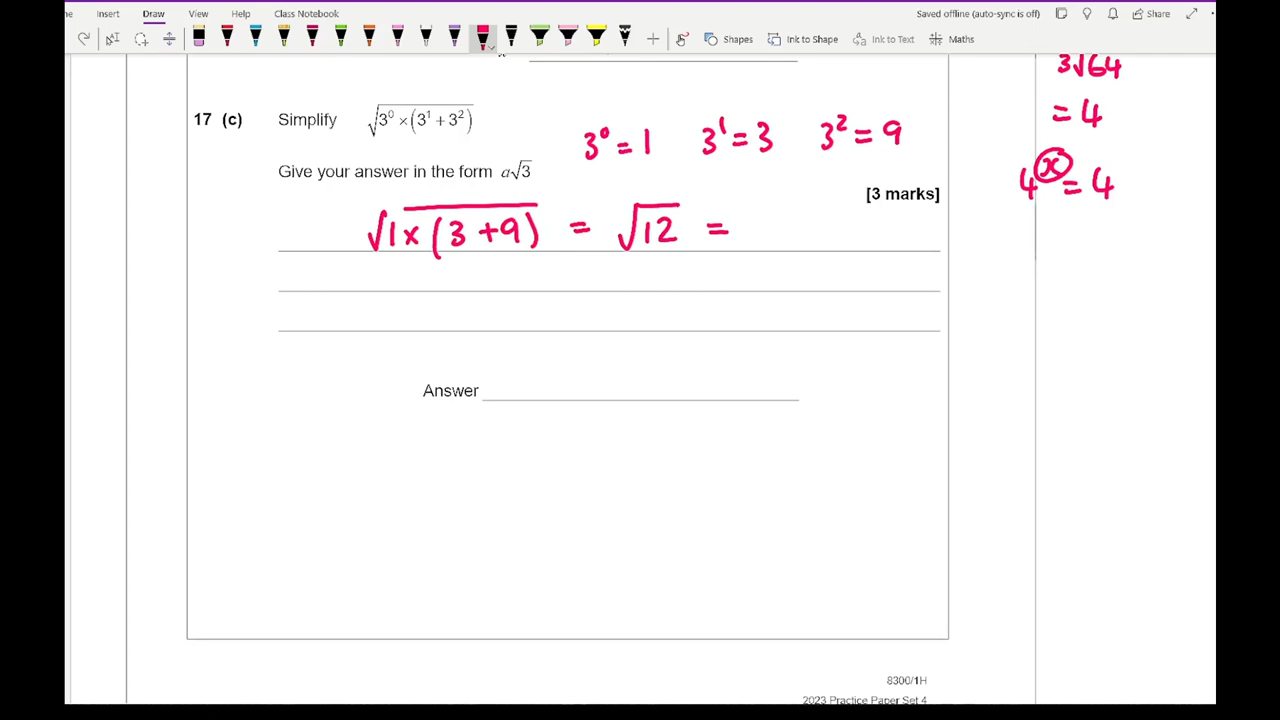 me Insert Draw View Help Class Notebook Saved offline (auto-sync is off) Share
Shapes Ink to Shape Ink to Text Maths
3√64
= 4
4^x = 4
17 (c) Simplify √(3⁰ × (3¹ + 3²))
3⁰ = 1 3¹ = 3 3² = 9
Give your answer in the form a√3
[3 marks]
√1×(3+9) = √12 =
Answer
8300/1H
2023 Practice Paper Set 4